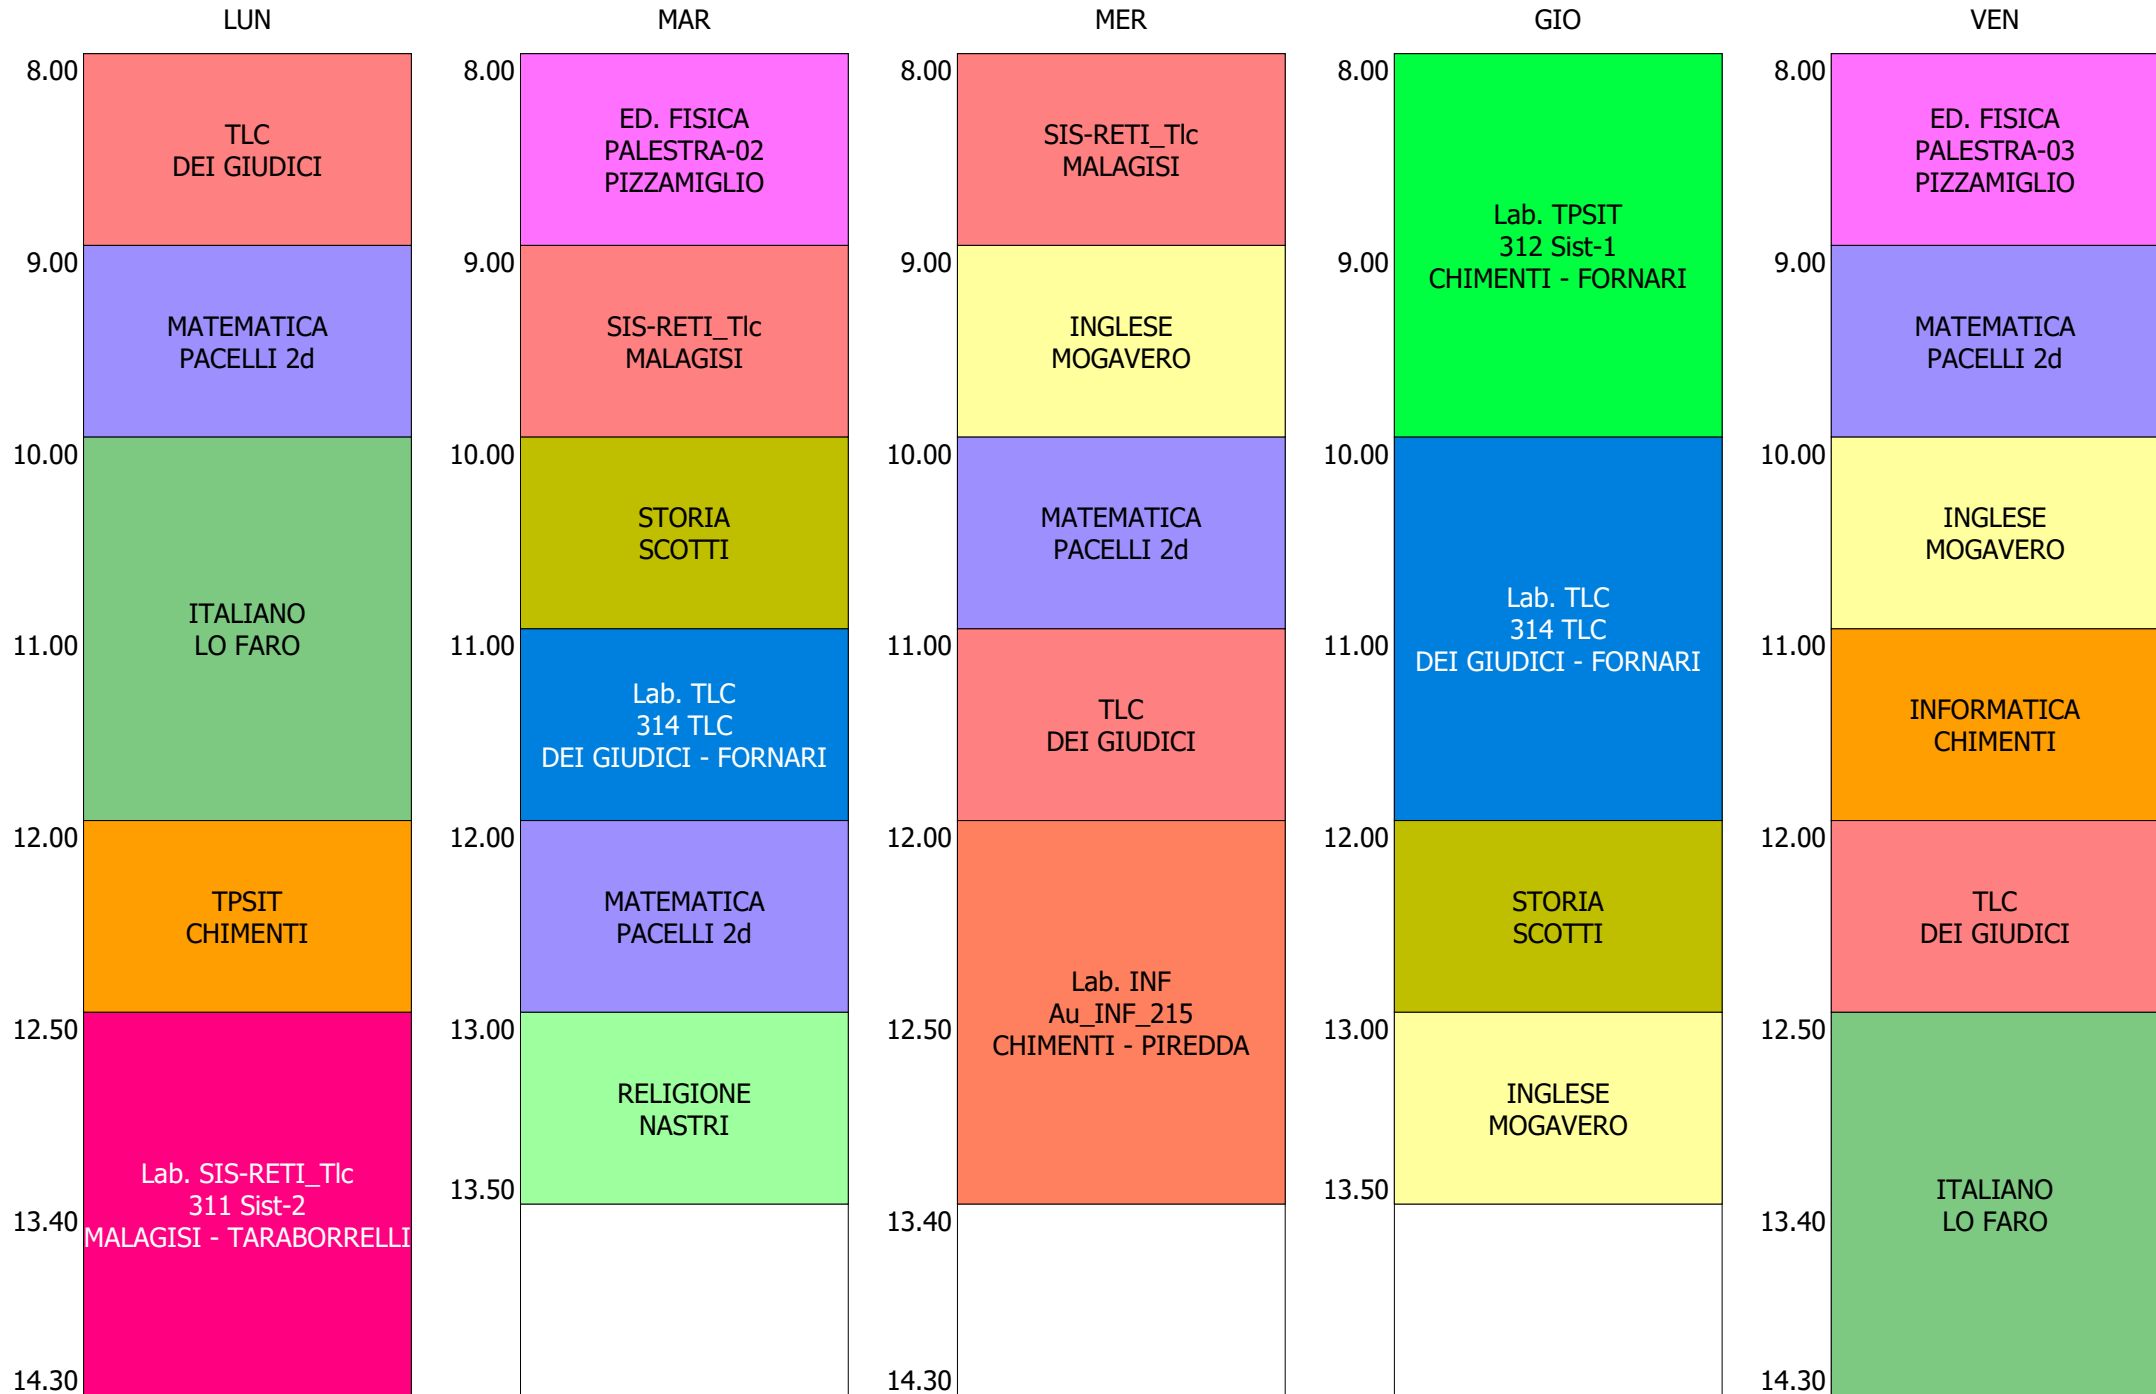 LUN
8.00
TLC
DEI GIUDICI
9.00
MATEMATICA
PACELLI 2d
10.00
ITALIANO
LO FARO
11.00
12.00
TPSIT
CHIMENTI
12.50
Lab. SIS-RETI_Tlc
311 Sist-2
MALAGISI - TARABORRELLI
13.40
14.30
MAR
8.00
ED. FISICA
PALESTRA-02
PIZZAMIGLIO
9.00
SIS-RETI_Tlc
MALAGISI
10.00
STORIA
SCOTTI
11.00
Lab. TLC
314 TLC
DEI GIUDICI - FORNARI
12.00
MATEMATICA
PACELLI 2d
13.00
RELIGIONE
NASTRI
13.50
MER
8.00
SIS-RETI_Tlc
MALAGISI
9.00
INGLESE
MOGAVERO
10.00
MATEMATICA
PACELLI 2d
11.00
TLC
DEI GIUDICI
12.00
Lab. INF
Au_INF_215
CHIMENTI - PIREDDA
12.50
13.40
14.30
GIO
8.00
Lab. TPSIT
312 Sist-1
CHIMENTI - FORNARI
9.00
10.00
Lab. TLC
314 TLC
DEI GIUDICI - FORNARI
11.00
12.00
STORIA
SCOTTI
13.00
INGLESE
MOGAVERO
13.50
VEN
8.00
ED. FISICA
PALESTRA-03
PIZZAMIGLIO
9.00
MATEMATICA
PACELLI 2d
10.00
INGLESE
MOGAVERO
11.00
INFORMATICA
CHIMENTI
12.00
TLC
DEI GIUDICI
12.50
ITALIANO
LO FARO
13.40
14.30